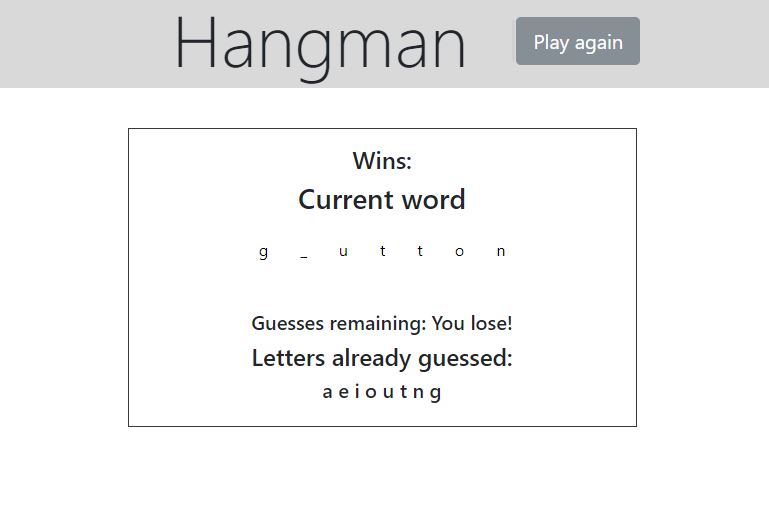 Hangman
Play again
Wins:
Current word
g _ u t t o n
Guesses remaining: You lose!
Letters already guessed:
a e i o u t n g